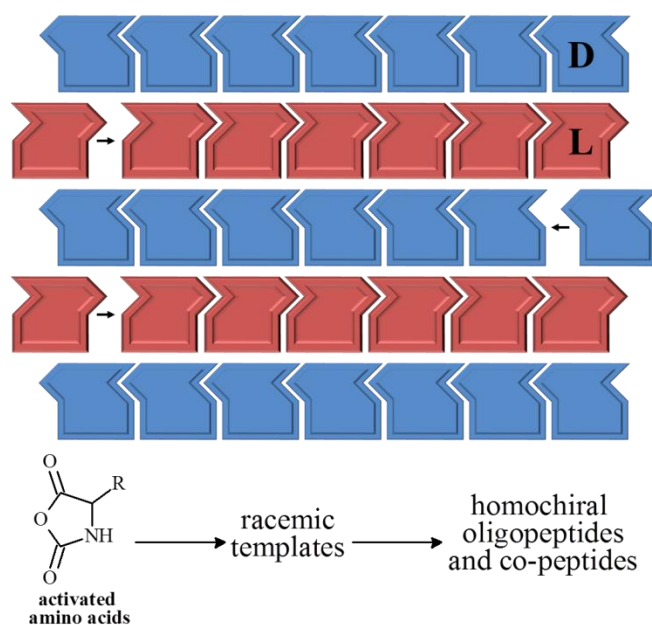 D
L
O
R
O
NH
O
activated
amino acids
racemic
templates
homochiral
oligopeptides
and co-peptides